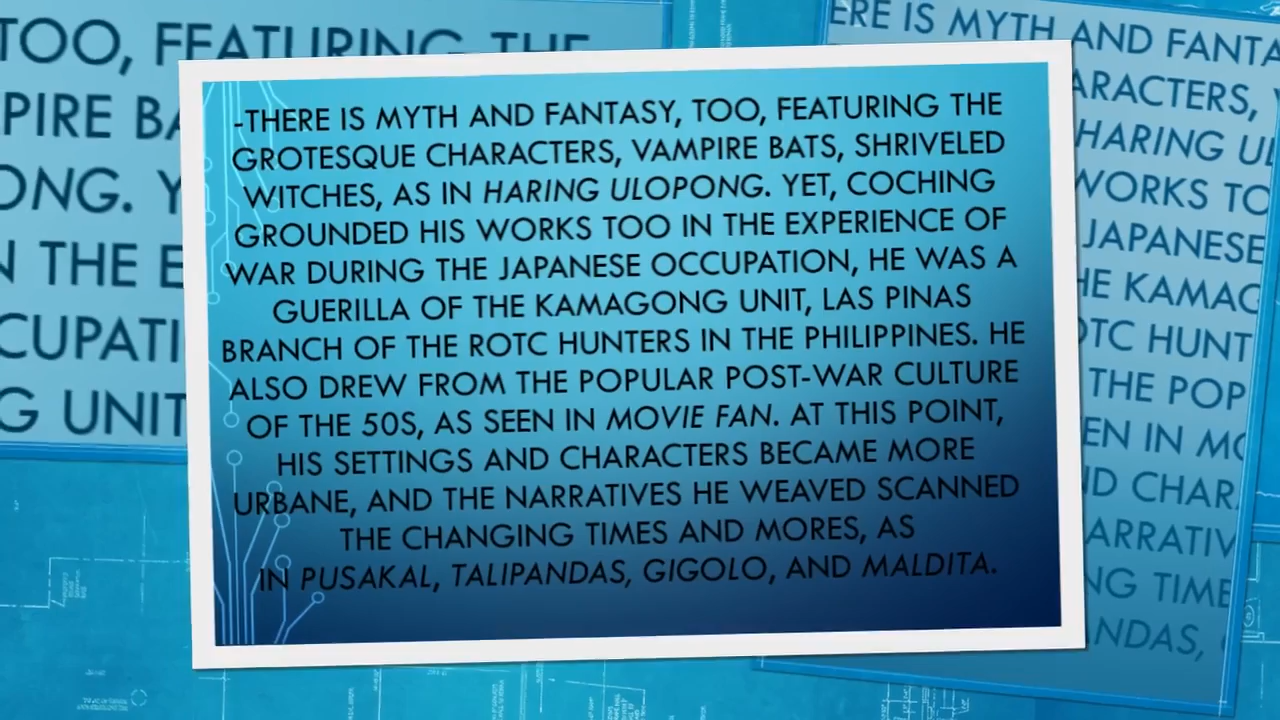 -THERE IS MYTH AND FANTASY, TOO, FEATURING THE
GROTESQUE CHARACTERS, VAMPIRE BATS, SHRIVELED
WITCHES, AS IN HARING ULOPONG. YET, COCHING
GROUNDED HIS WORKS TOO IN THE EXPERIENCE OF
WAR DURING THE JAPANESE OCCUPATION, HE WAS A
GUERILLA OF THE KAMAGONG UNIT, LAS PINAS
BRANCH OF THE ROTC HUNTERS IN THE PHILIPPINES. HE
ALSO DREW FROM THE POPULAR POST-WAR CULTURE
OF THE 50S, AS SEEN IN MOVIE FAN. AT THIS POINT,
HIS SETTINGS AND CHARACTERS BECAME MORE
URBANE, AND THE NARRATIVES HE WEAVED SCANNED
THE CHANGING TIMES AND MORES, AS
IN PUSAKAL, TALIPANDAS, GIGOLO, AND MALDITA.